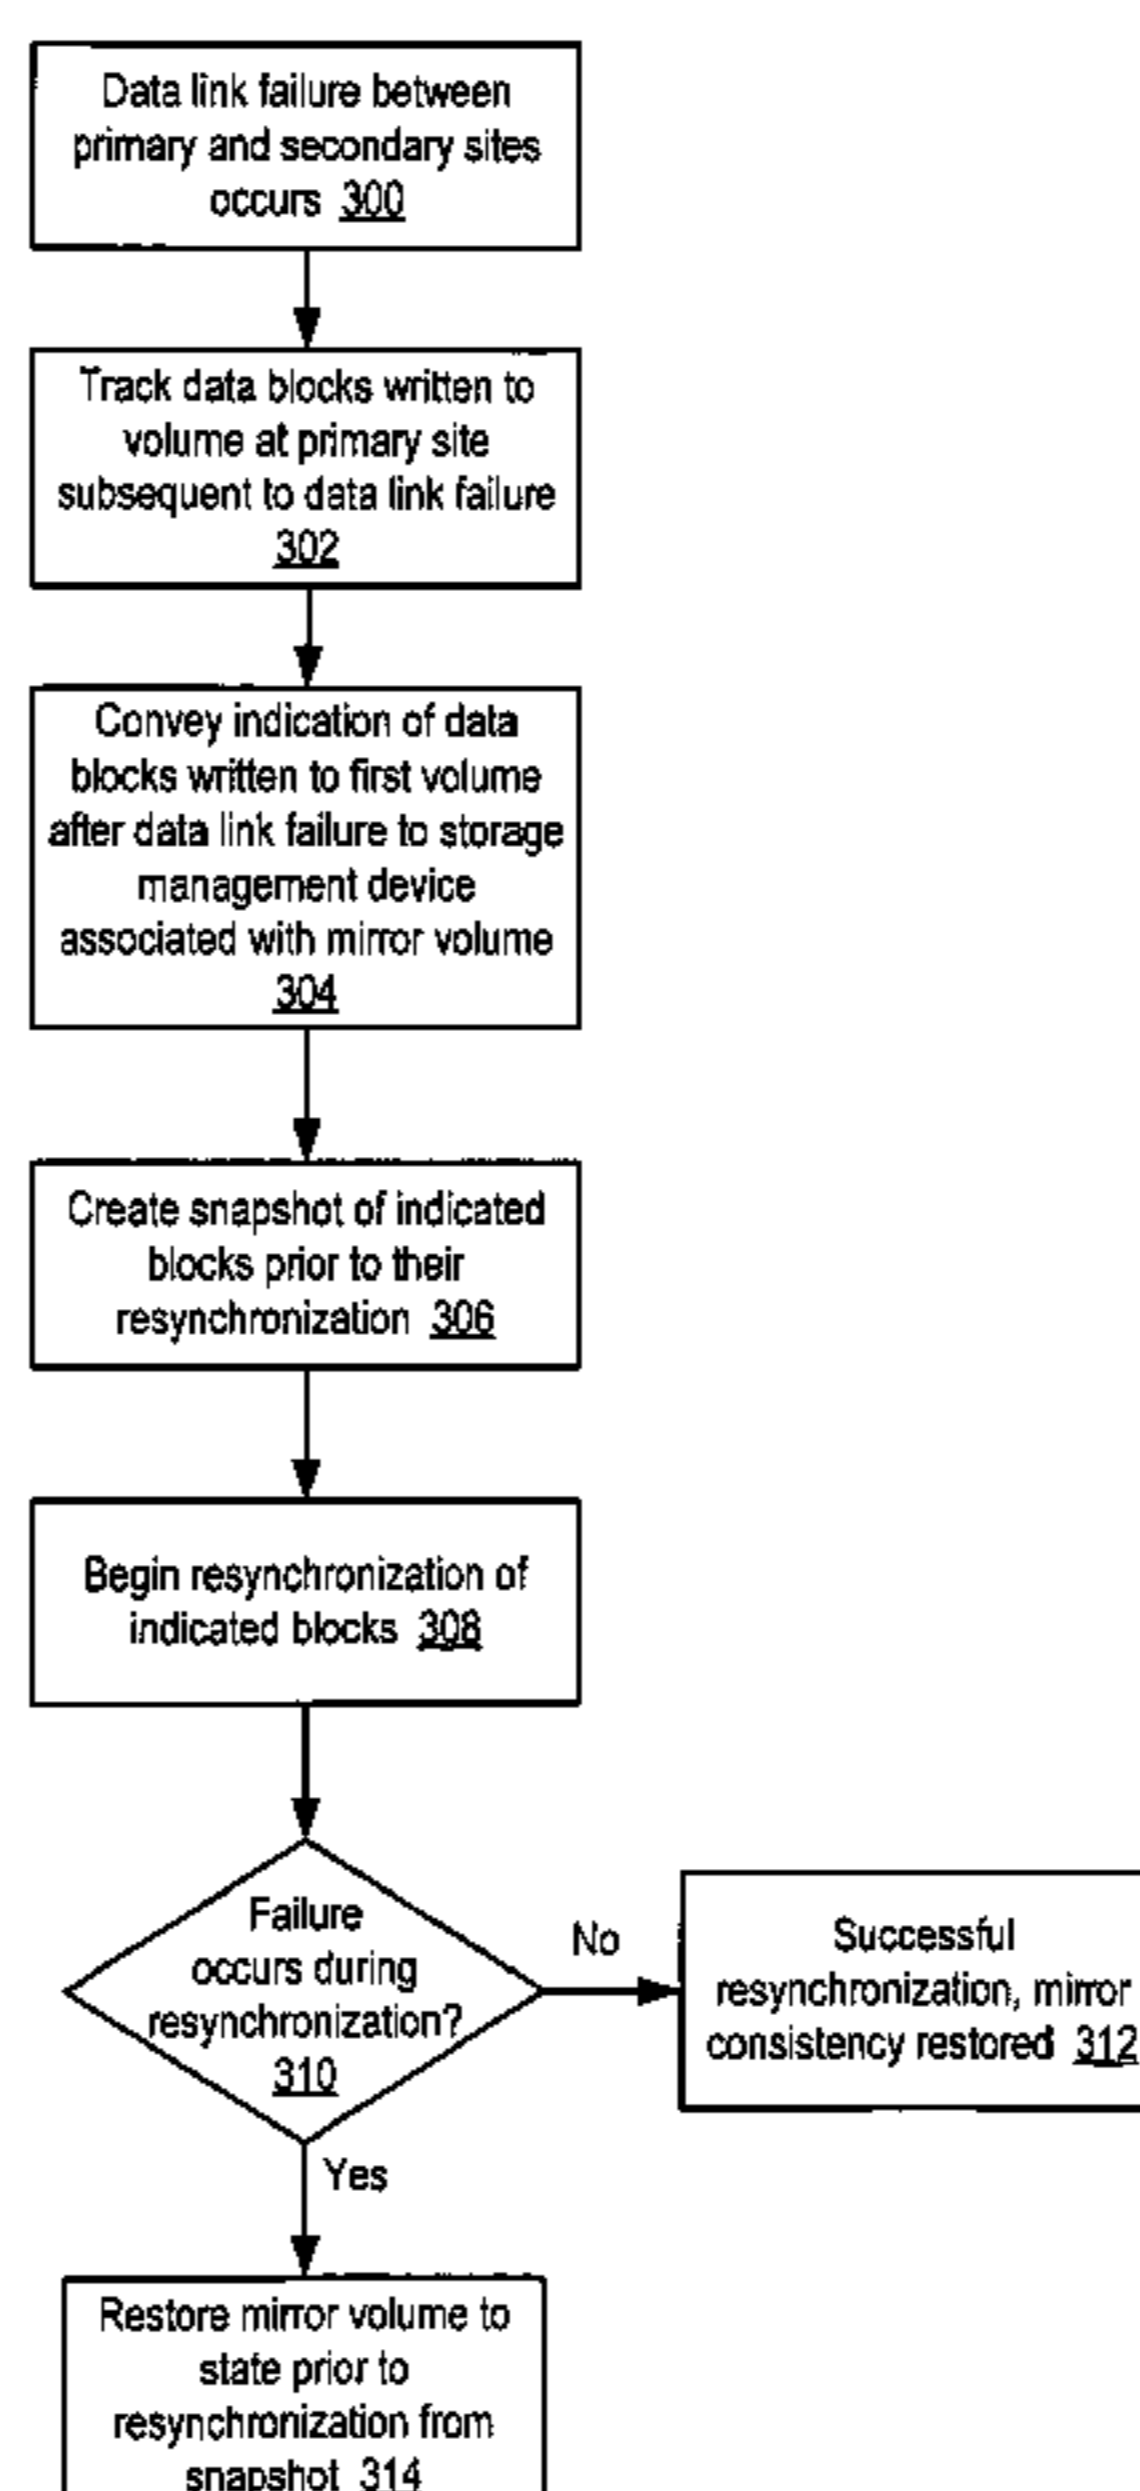 Data link failure between
primary and secondary sites
occurs 300
Track data blocks written to
volume at primary site
subsequent to data link failure
302
Convey indication of data
blocks written to first volume
after data link failure to storage
management device
associated with mirror volume
304
Create snapshot of indicated
blocks prior to their
resynchronization 306
Begin resynchronization of
indicated blocks 308
Failure
occurs during
resynchronization?
310
No
Successful
resynchronization, mirror
consistency restored 312
Yes
Restore mirror volume to
state prior to
resynchronization from
snapshot 314